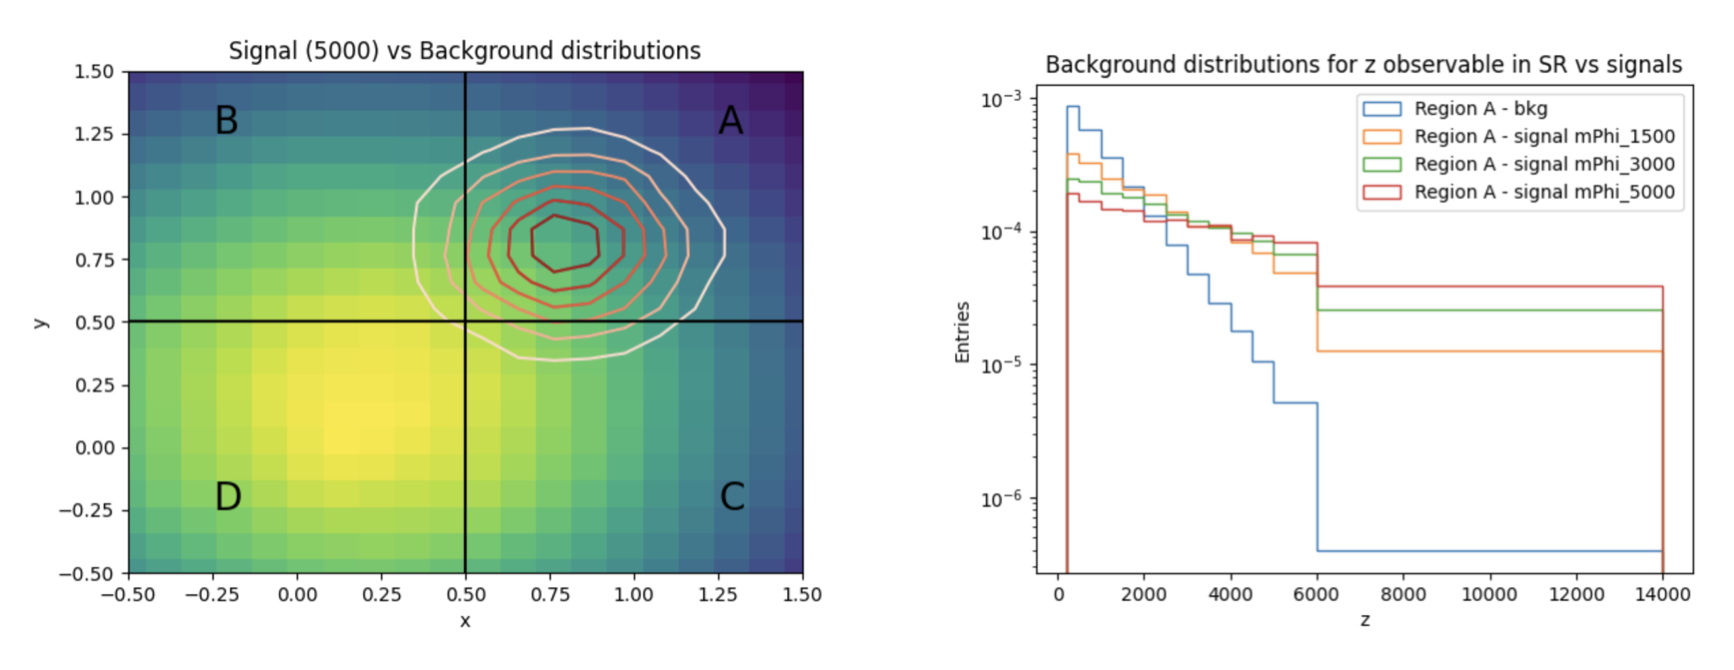 Signal (5000) vs Background distributions
1.50
1.25
1.00
0.75
0.50
0.25
0.00
−0.25
−0.50
y
B
A
D
C
−0.50 −0.25 0.00 0.25 0.50 0.75 1.00 1.25 1.50
x
Background distributions for z observable in SR vs signals
10⁻³
10⁻⁴
10⁻⁵
10⁻⁶
Entries
Region A - bkg
Region A - signal mPhi_1500
Region A - signal mPhi_3000
Region A - signal mPhi_5000
0 2000 4000 6000 8000 10000 12000 14000
z